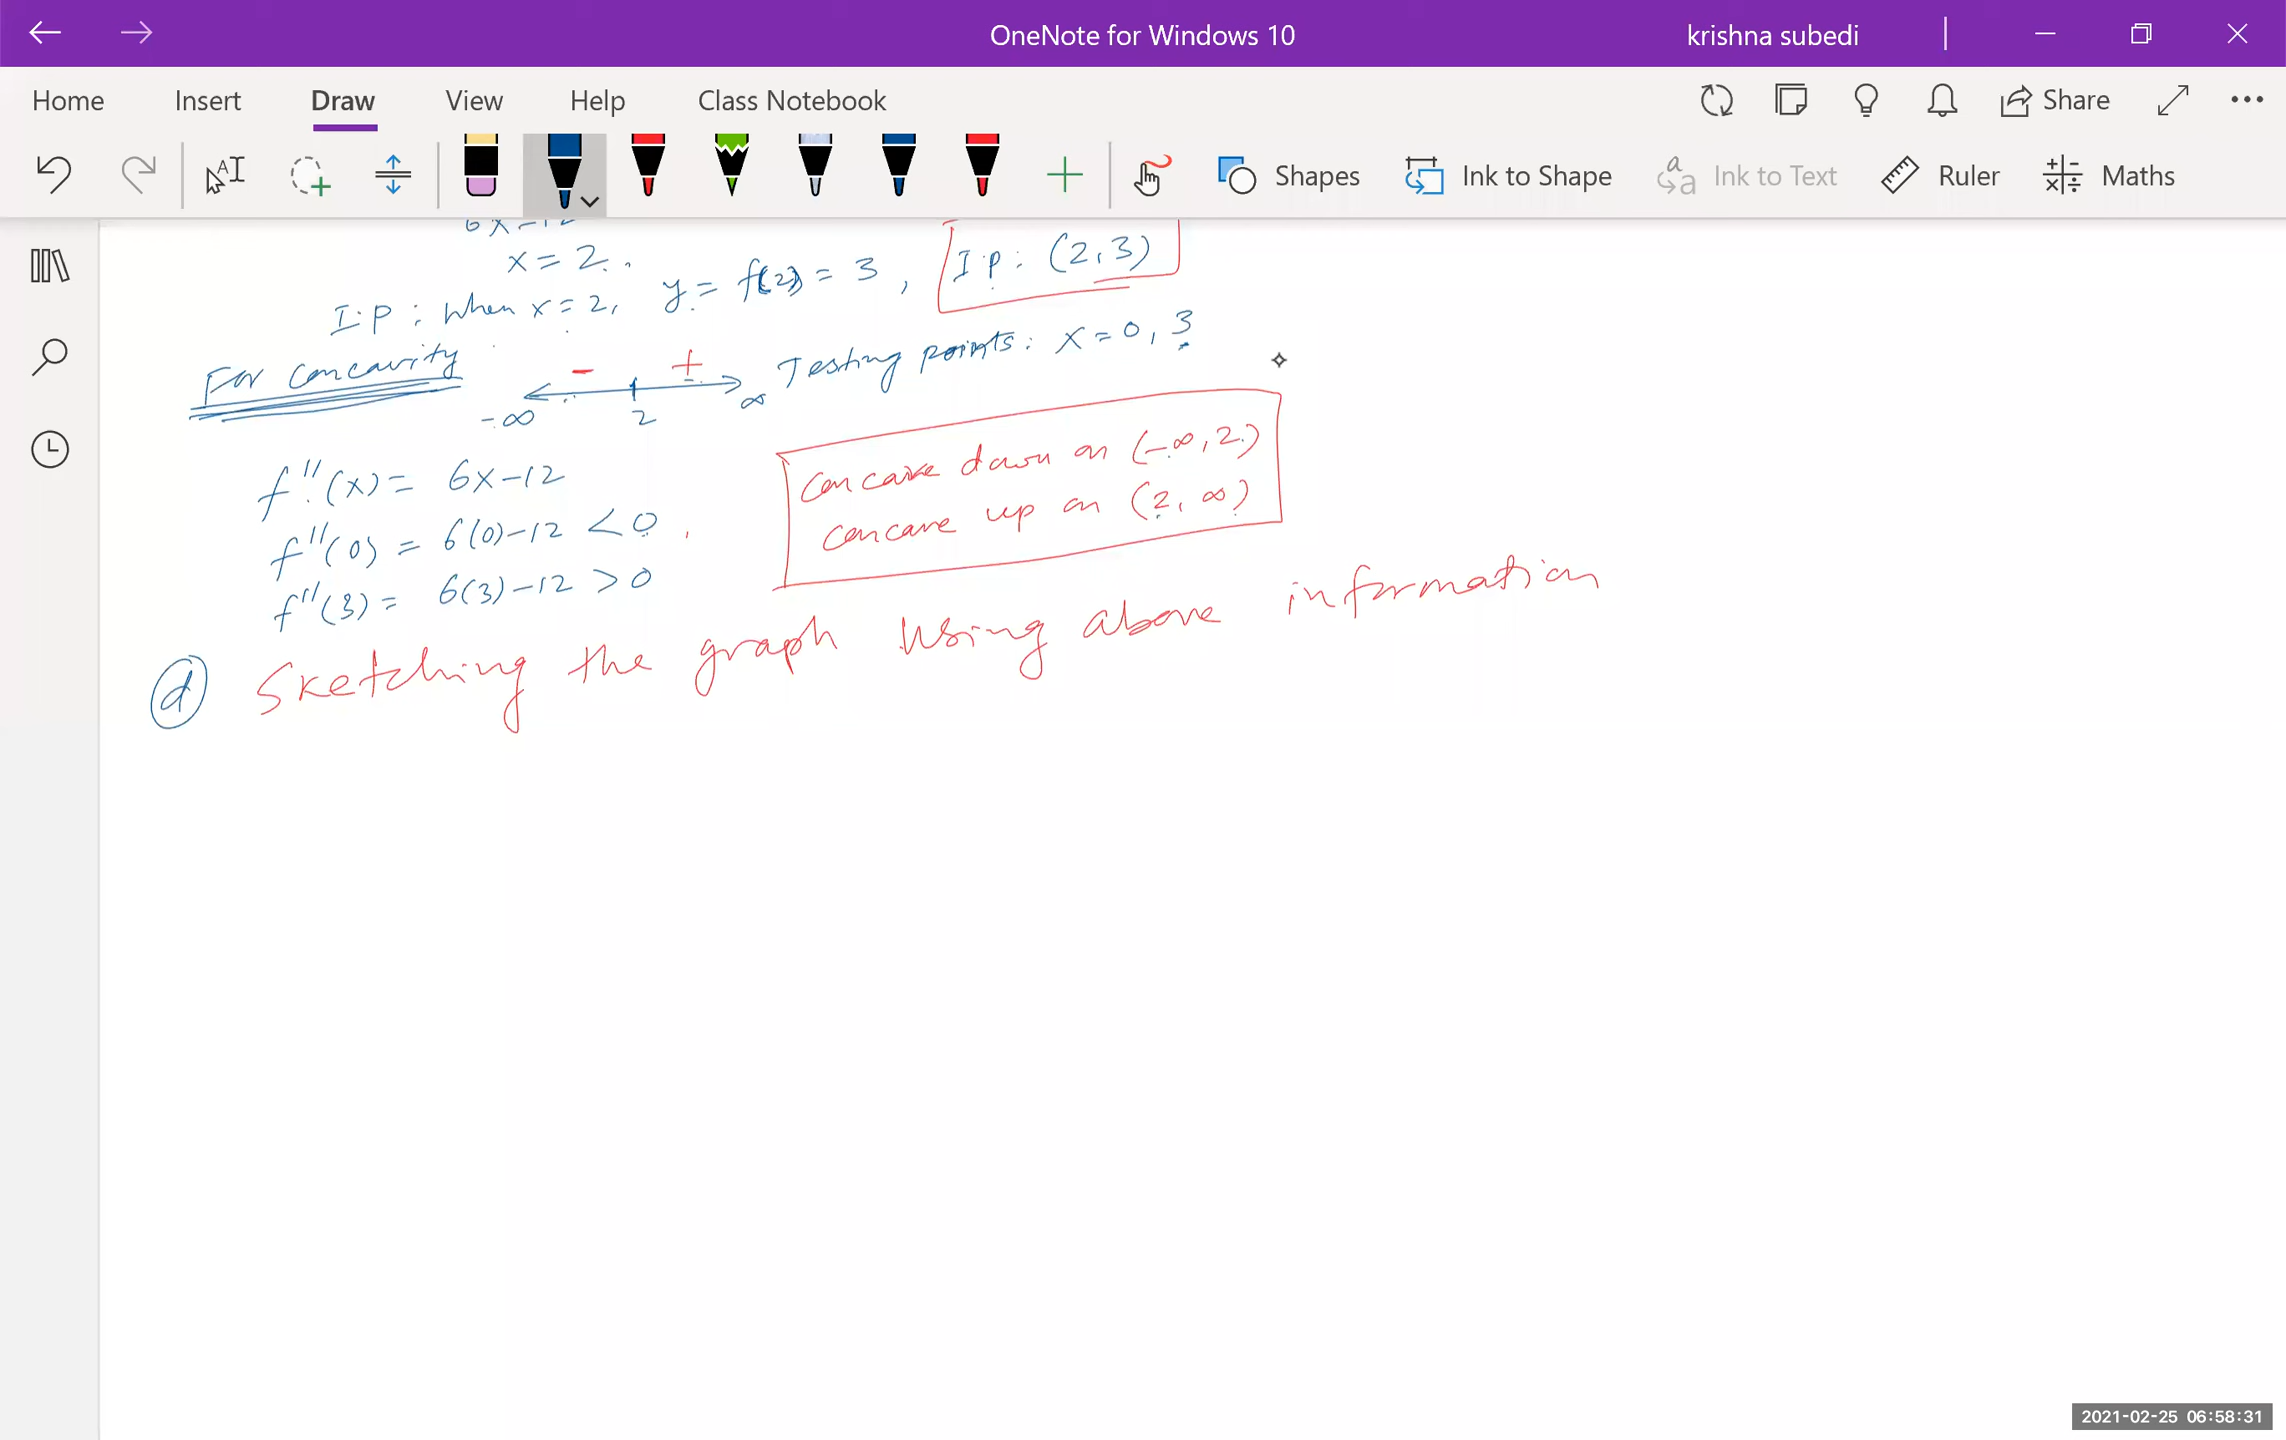 OneNote for Windows 10
krishna subedi
Home Insert Draw View Help Class Notebook
Share
Shapes Ink to Shape Ink to Text Ruler Maths
6x-12
x = 2.
I.P : when x = 2, y = f(2) = 3 , I.P : (2,3)
For Concavity
- + Testing points: x = 0, 3
-∞ 2 ∞
f''(x) = 6x-12
f''(0) = 6(0)-12 < 0
f''(3) = 6(3)-12 > 0
Concave down on (-∞, 2)
Concave up on (2, ∞)
d Sketching the graph using above information
2021-02-25 06:58:31